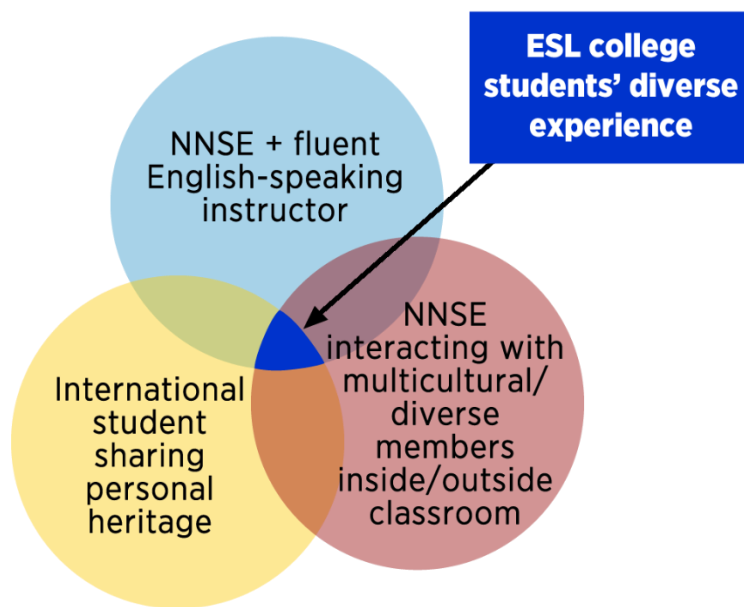 ESL college
students’ diverse
experience
NNSE + fluent
English-speaking
instructor
NNSE
interacting with
multicultural/
diverse
members
inside/outside
classroom
International
student
sharing
personal
heritage